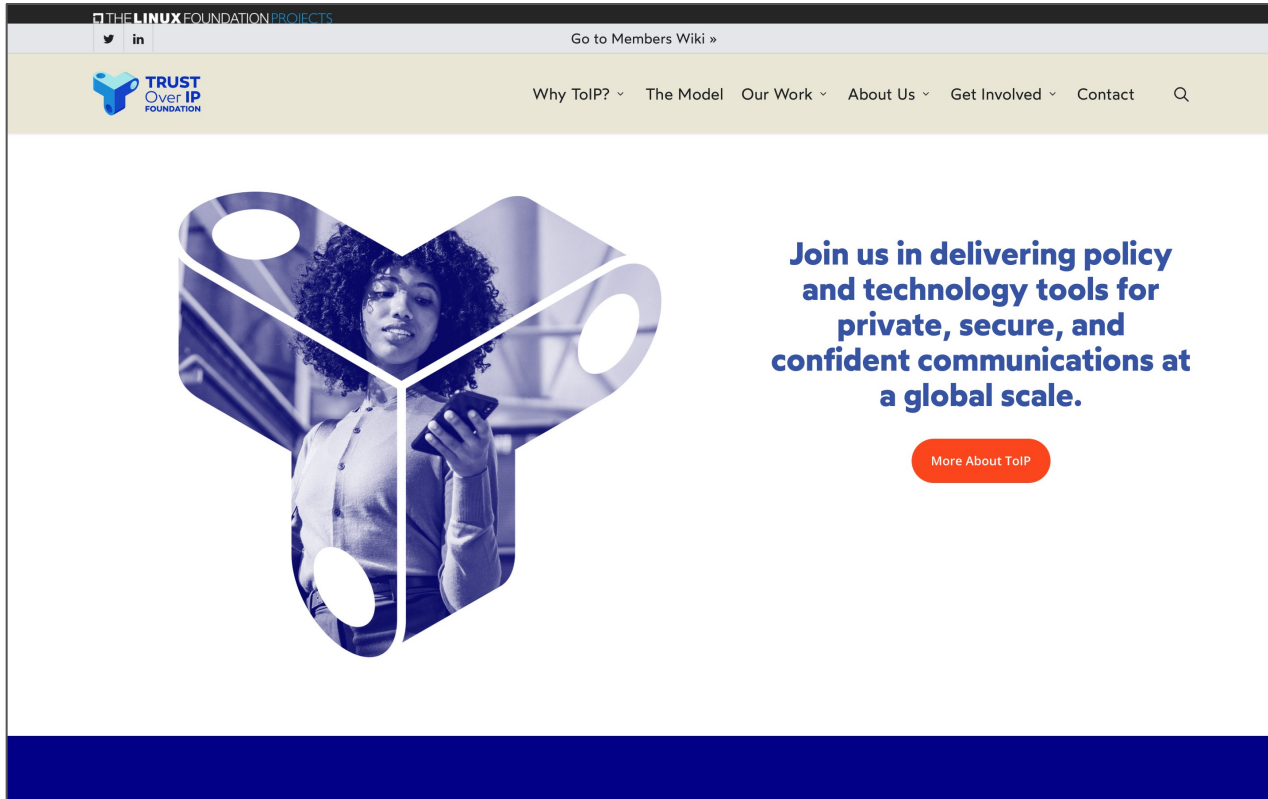 THE LINUX FOUNDATION PROJECTS
in
Go to Members Wiki »
TRUST
Over IP
FOUNDATION
Why ToIP?
The Model
Our Work
About Us
Get Involved
Contact
Join us in delivering policy
and technology tools for
private, secure, and
confident communications at
a global scale.
More About ToIP